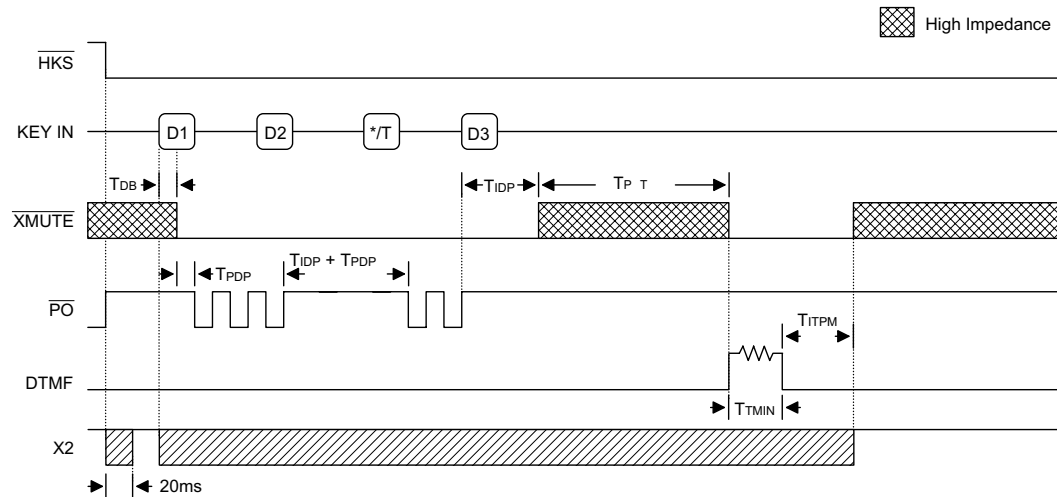 High Impedance
HKS
KEY IN
D1
D2
*/T
D3
TDB
TIDP
TP T
XMUTE
TPDP
TIDP + TPDP
PO
TITPM
DTMF
TTMIN
X2
20ms